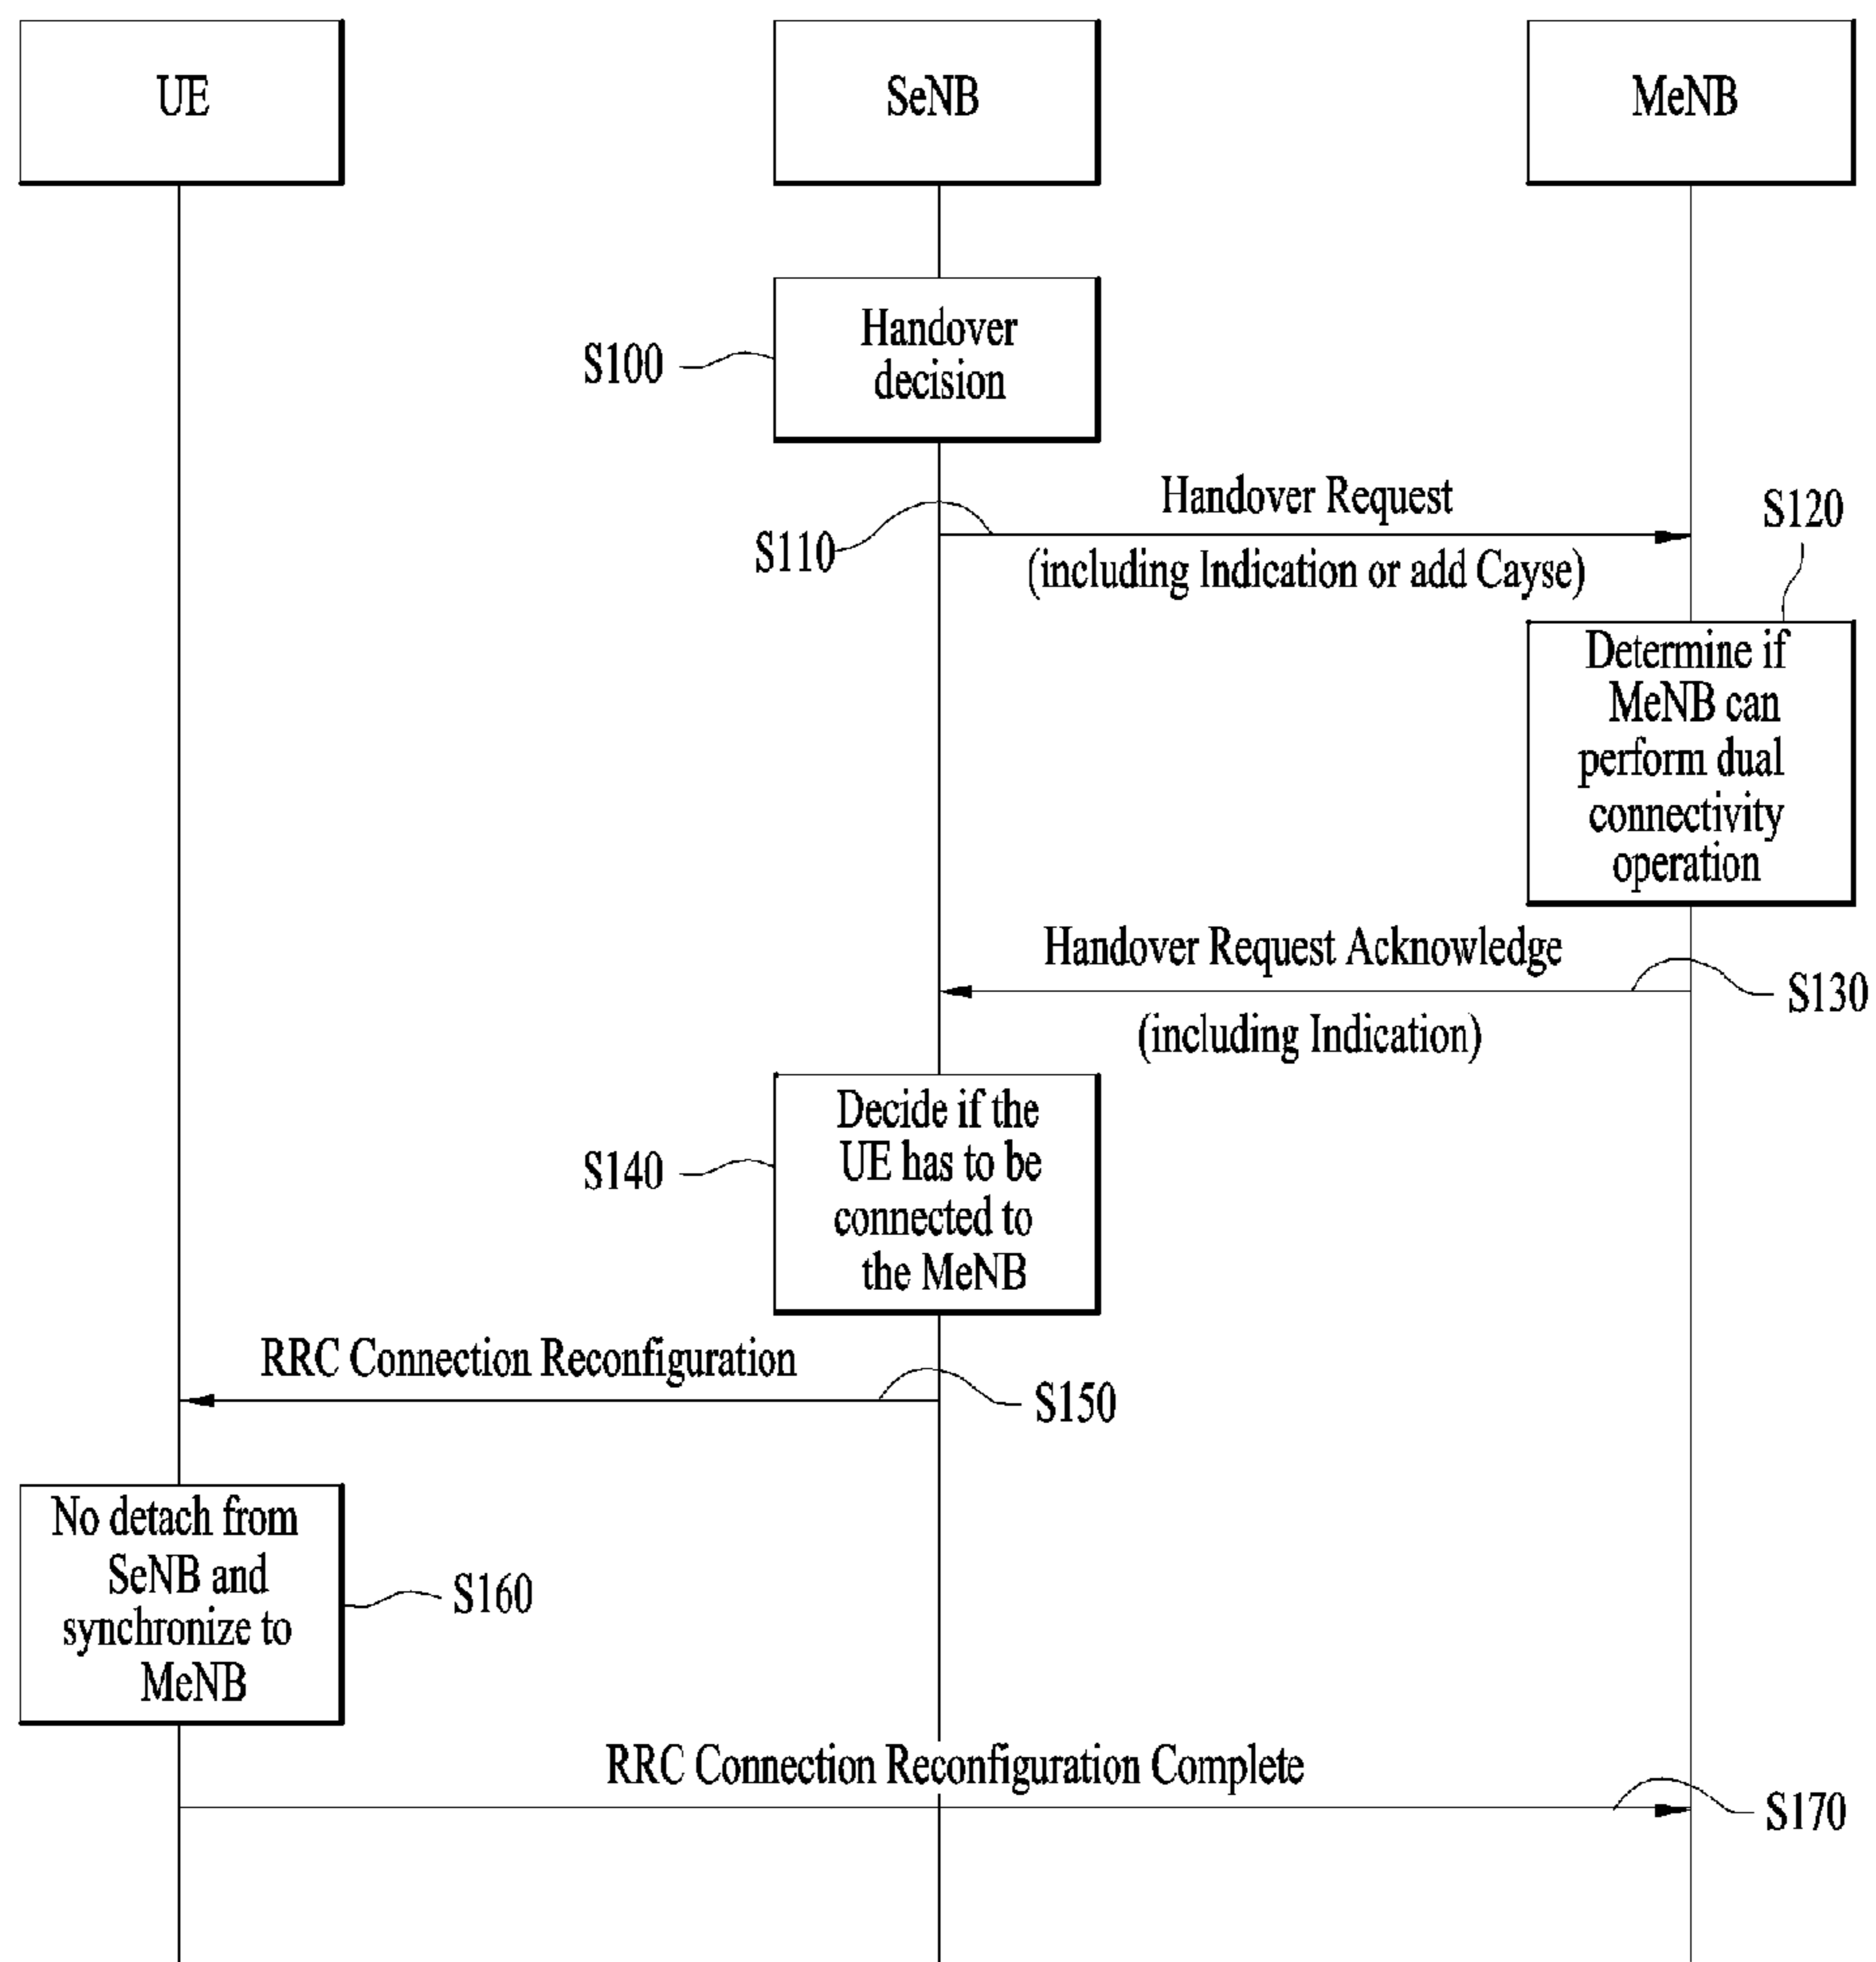 UE
SeNB
MeNB
Handover
decision
S100
Handover Request
S110
(including Indication or add Cayse)
S120
Determine if
MeNB can
perform dual
connectivity
operation
Handover Request Acknowledge
S130
(including Indication)
Decide if the
UE has to be
connected to
the MeNB
S140
RRC Connection Reconfiguration
S150
No detach from
SeNB and
synchronize to
MeNB
S160
RRC Connection Reconfiguration Complete
S170